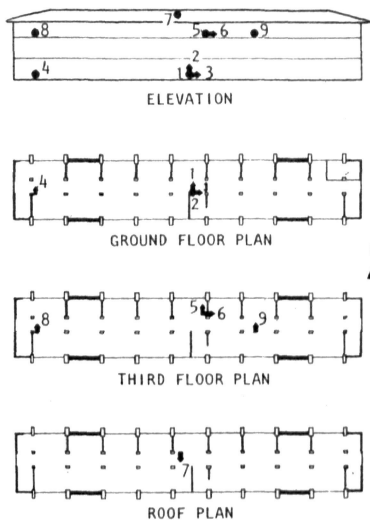 7
8 5 6 9
2
4 1 3
ELEVATION
4 1
2
GROUND FLOOR PLAN
8 5 6 9
THIRD FLOOR PLAN
7
ROOF PLAN